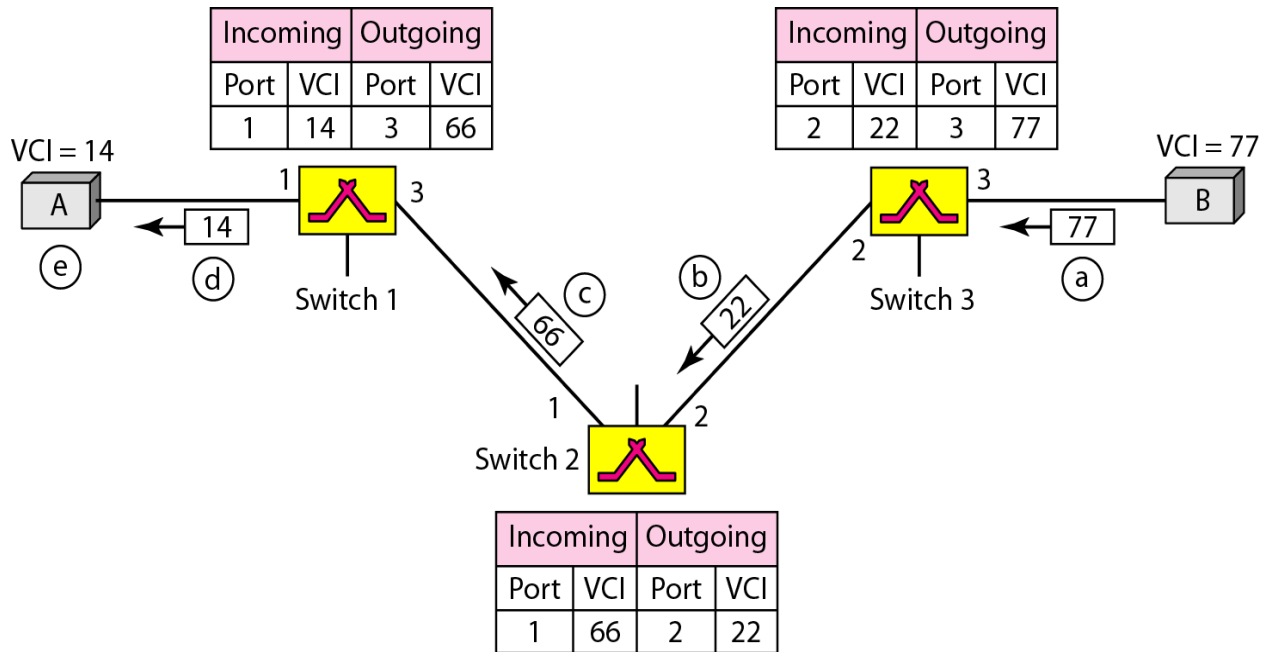 Incoming Outgoing
Port VCI Port VCI
1 14 3 66
Incoming Outgoing
Port VCI Port VCI
2 22 3 77
VCI = 14
VCI = 77
A
1
3
3
B
14
2
77
e
d
Switch 1
c
66
b
22
Switch 3
a
1
2
Switch 2
Incoming Outgoing
Port VCI Port VCI
1 66 2 22